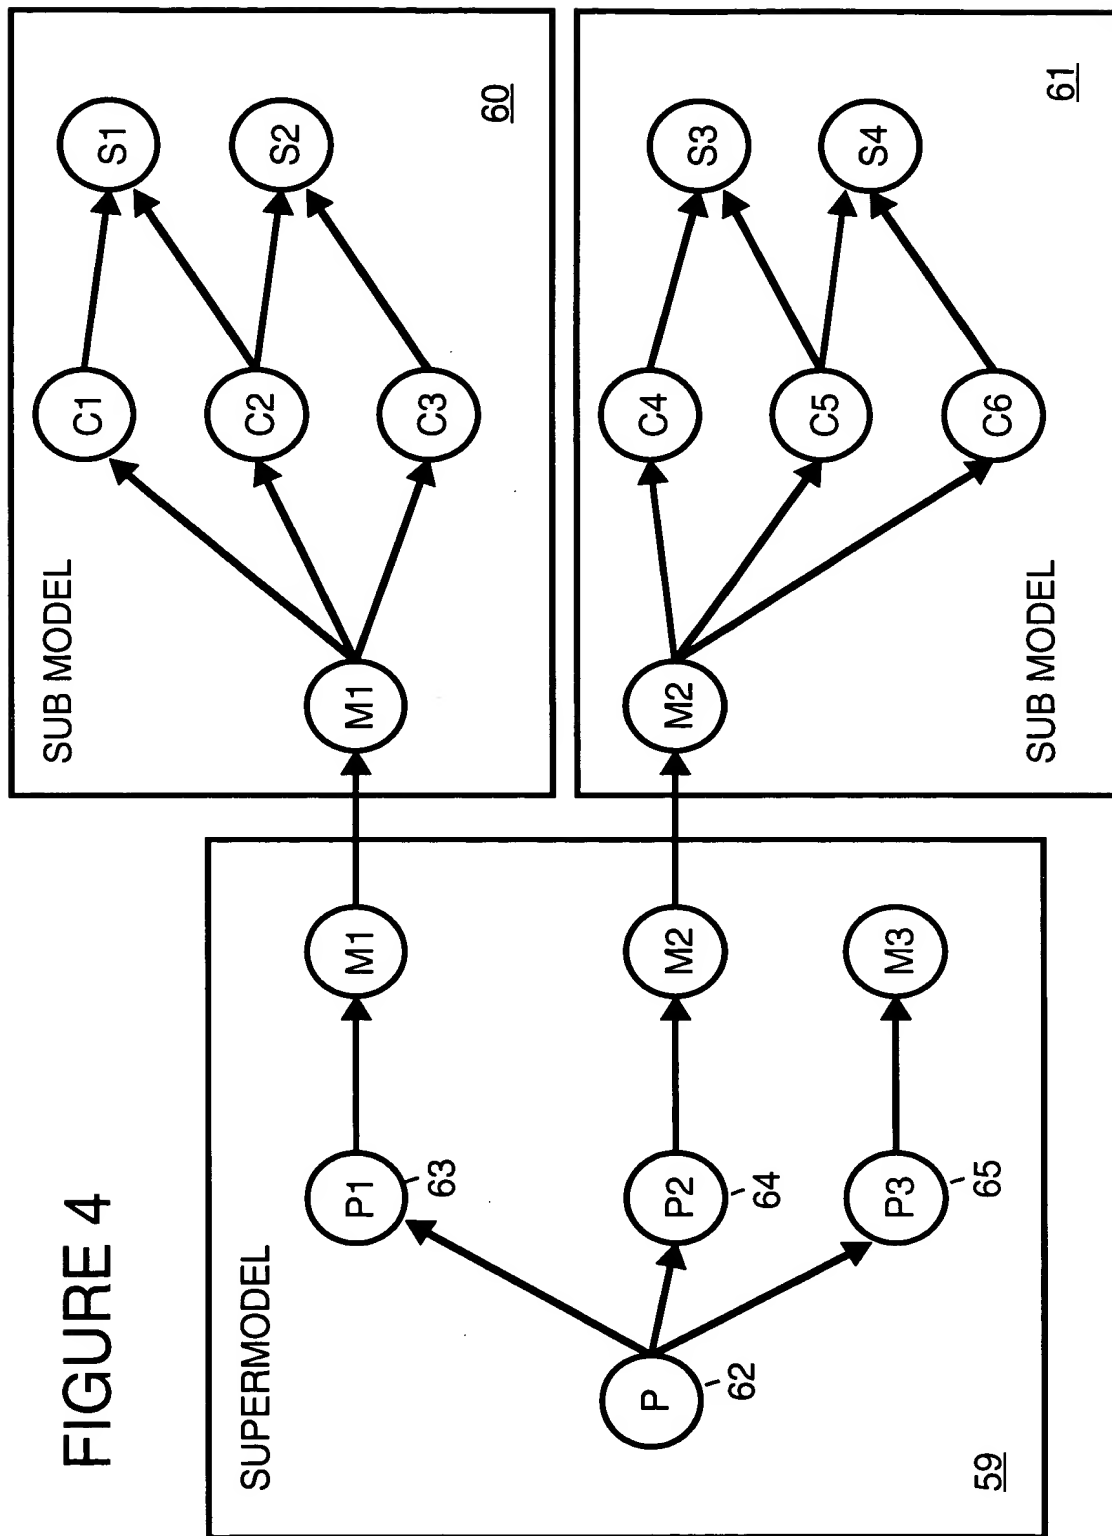 FIGURE 4
SUPERMODEL
P
62
P1
63
P2
64
P3
65
M1
M2
M3
59
SUB MODEL
M1
C1
C2
C3
S1
S2
60
M2
C4
C5
C6
S3
S4
SUB MODEL
61